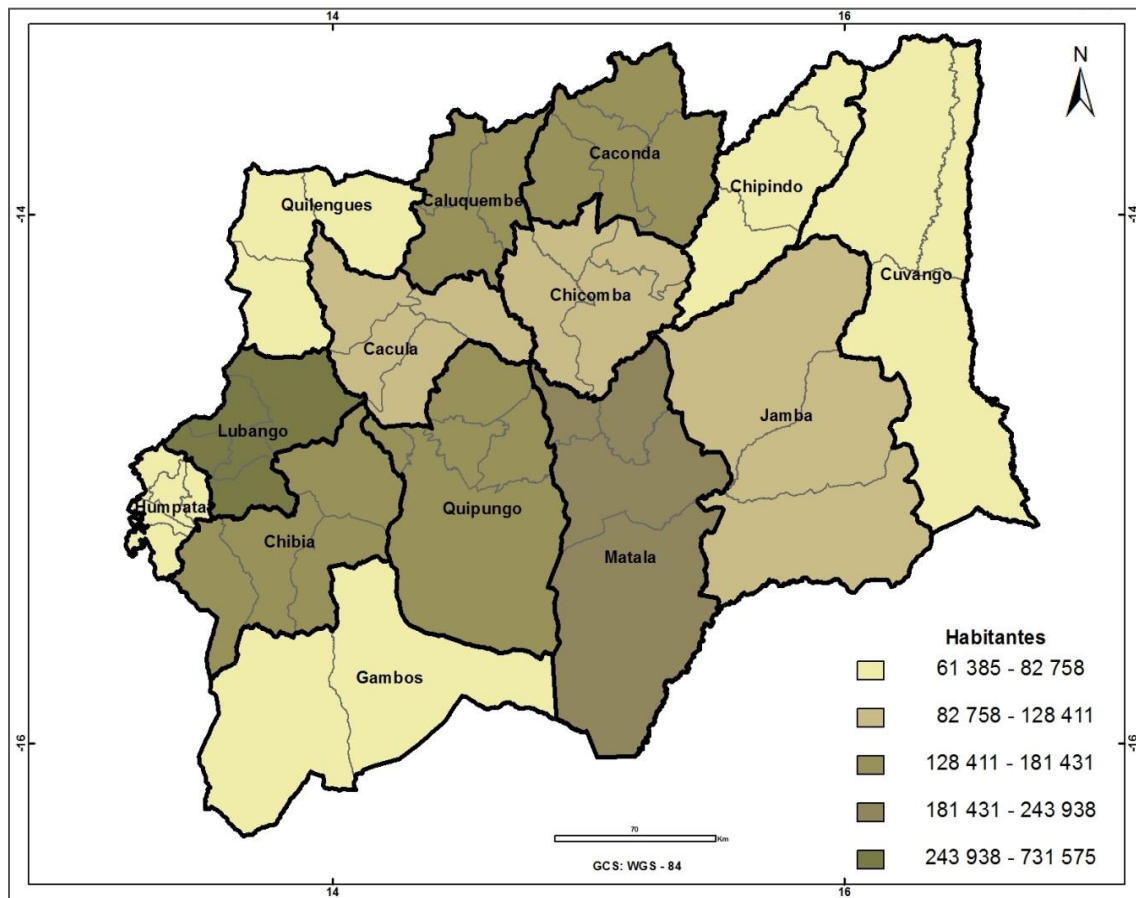 14
16
N
Caconda
Chipindo
-14
-14
Quilengues
Caluquembe
Cuvango
Chicomba
Cacula
Jamba
Lubango
Humpata
Quipungo
Chibia
Matala
Habitantes
61 385 - 82 758
Gambos
82 758 - 128 411
-16
-16
128 411 - 181 431
181 431 - 243 938
70
Km
243 938 - 731 575
GCS: WGS - 84
14
16